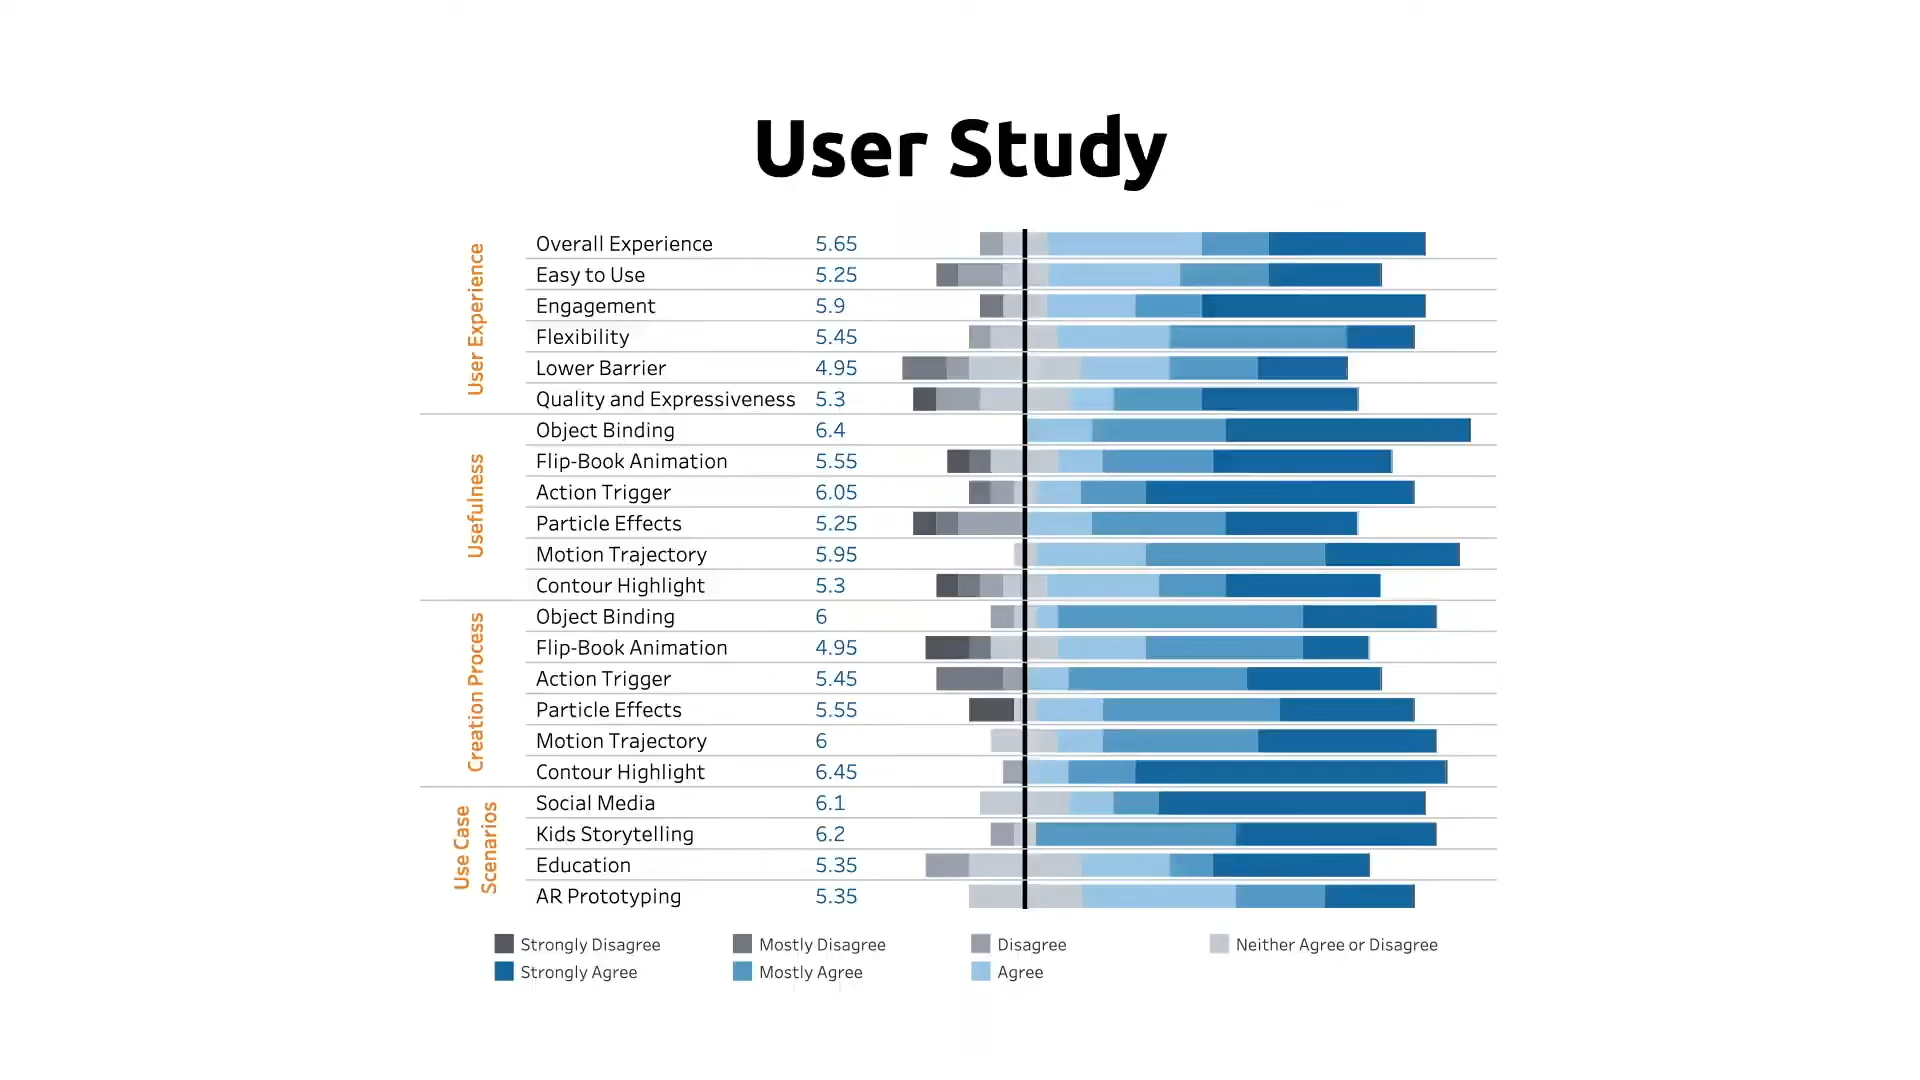 User Study
User Experience
Overall Experience 5.65
Easy to Use 5.25
Engagement 5.9
Flexibility 5.45
Lower Barrier 4.95
Quality and Expressiveness 5.3
Usefulness
Object Binding 6.4
Flip-Book Animation 5.55
Action Trigger 6.05
Particle Effects 5.25
Motion Trajectory 5.95
Contour Highlight 5.3
Creation Process
Object Binding 6
Flip-Book Animation 4.95
Action Trigger 5.45
Particle Effects 5.55
Motion Trajectory 6
Contour Highlight 6.45
Use Case
Scenarios
Social Media 6.1
Kids Storytelling 6.2
Education 5.35
AR Prototyping 5.35
Strongly Disagree Mostly Disagree Disagree Neither Agree or Disagree
Strongly Agree Mostly Agree Agree